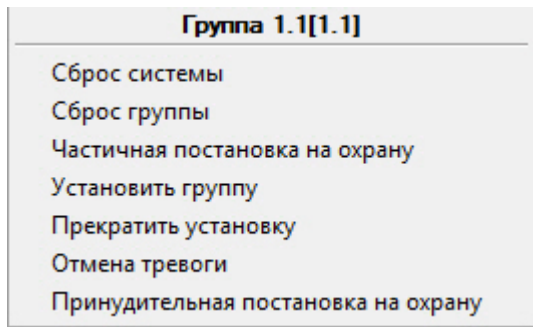 Группа 1.1[1.1]
Сброс системы
Сброс группы
Частичная постановка на охрану
Установить группу
Прекратить установку
Отмена тревоги
Принудительная постановка на охрану